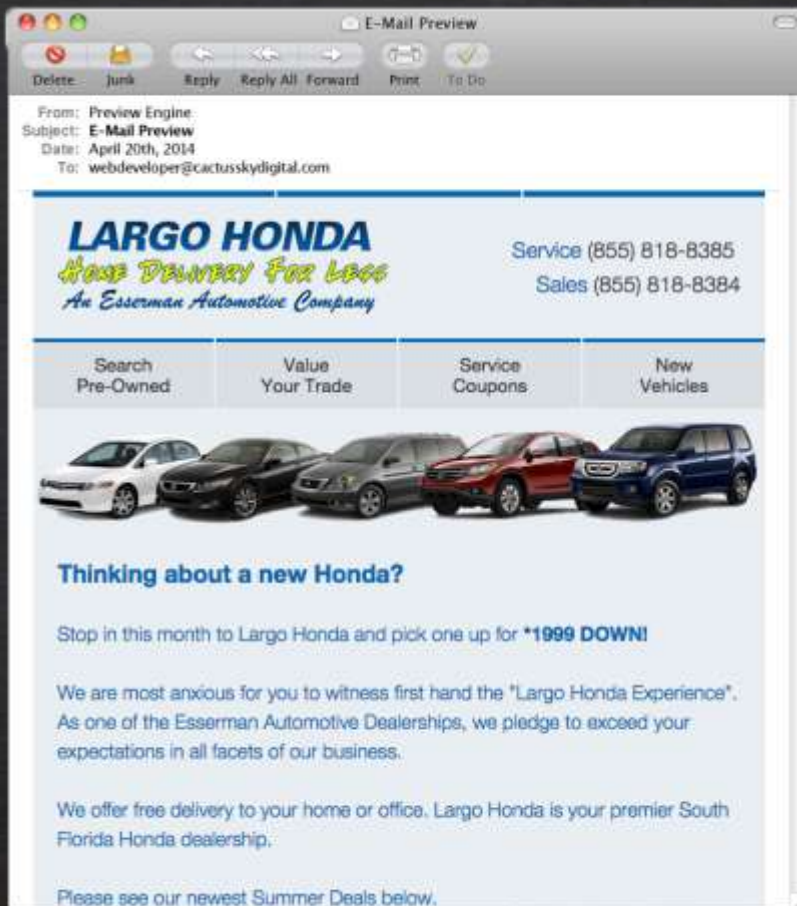 E-Mail Preview
Delete Junk Reply Reply All Forward Print To Do
From: Preview Engine
Subject: E-Mail Preview
Date: April 20th, 2014
To: webdeveloper@cactusskydigital.com
LARGO HONDA
HOME DELIVERY FOR LESS
An Esserman Automotive Company
Service (855) 818-8385
Sales (855) 818-8384
Search
Pre-Owned
Value
Your Trade
Service
Coupons
New
Vehicles
Thinking about a new Honda?
Stop in this month to Largo Honda and pick one up for *1999 DOWN!
We are most anxious for you to witness first hand the "Largo Honda Experience".
As one of the Esserman Automotive Dealerships, we pledge to exceed your
expectations in all facets of our business.
We offer free delivery to your home or office. Largo Honda is your premier South
Florida Honda dealership.
Please see our newest Summer Deals below.